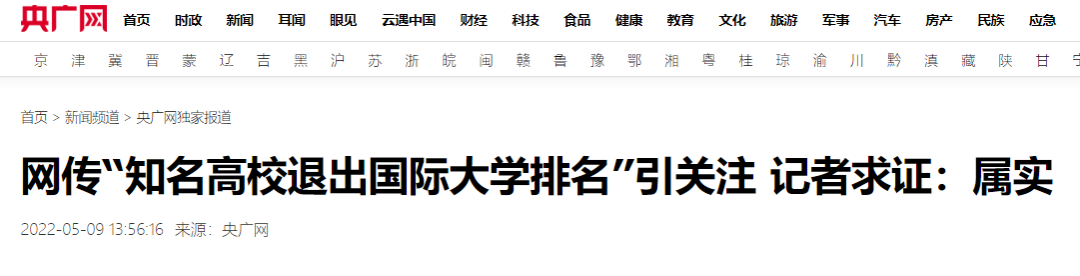 央广网 首页 时政 新闻 耳闻 眼见 云遇中国 财经 科技 食品 健康 教育 文化 旅游 军事 汽车 房产 民族 应急
京 津 冀 晋 蒙 辽 吉 黑 沪 苏 浙 皖 闽 赣 鲁 豫 鄂 湘 粤 桂 琼 渝 川 黔 滇 藏 陕 甘 宁
首页 > 新闻频道 > 央广网独家报道
网传“知名高校退出国际大学排名”引关注 记者求证：属实
2022-05-09 13:56:16 来源：央广网